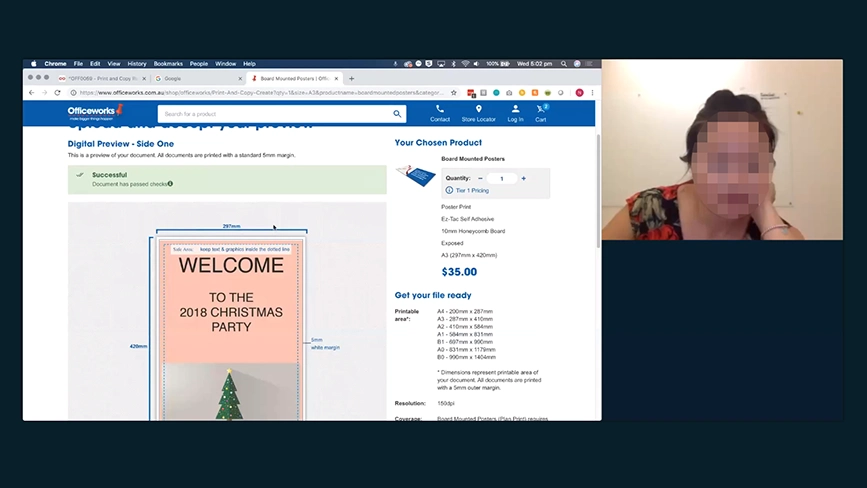 Chrome File Edit View History Bookmarks People Window Help
100% Wed 5:02 pm
"OFF0068 - Print and Copy Po
Google
Board Mounted Posters | Offi
https://www.officeworks.com.au/shop/officeworks/Print-And-Copy-Create?qty=1&size=A3&productname=boardmountedposters&categor...
Officeworks
make bigger things happen
Search for a product
Contact
Store Locator
Log In
Cart
Upload and accept your preview
Digital Preview - Side One
This is a preview of your document. All documents are printed with a standard 5mm margin.
Successful
Document has passed checks
297mm
Safe Area: keep text & graphics inside the dotted line
WELCOME
TO THE
2018 CHRISTMAS
PARTY
420mm
5mm
white margin
Your Chosen Product
Board Mounted Posters
Quantity: − 1 +
Tier 1 Pricing
Poster Print
Ez-Tac Self Adhesive
10mm Honeycomb Board
Exposed
A3 (297mm x 420mm)
$35.00
Get your file ready
Printable
area*:
A4 - 200mm x 287mm
A3 - 287mm x 410mm
A2 - 410mm x 584mm
A1 - 584mm x 831mm
B1 - 697mm x 990mm
A0 - 831mm x 1179mm
B0 - 990mm x 1404mm
* Dimensions represent printable area of
your document. All documents are printed
with a 5mm outer margin.
Resolution: 150dpi
Coverage: Board Mounted Posters (Plan Print) requires